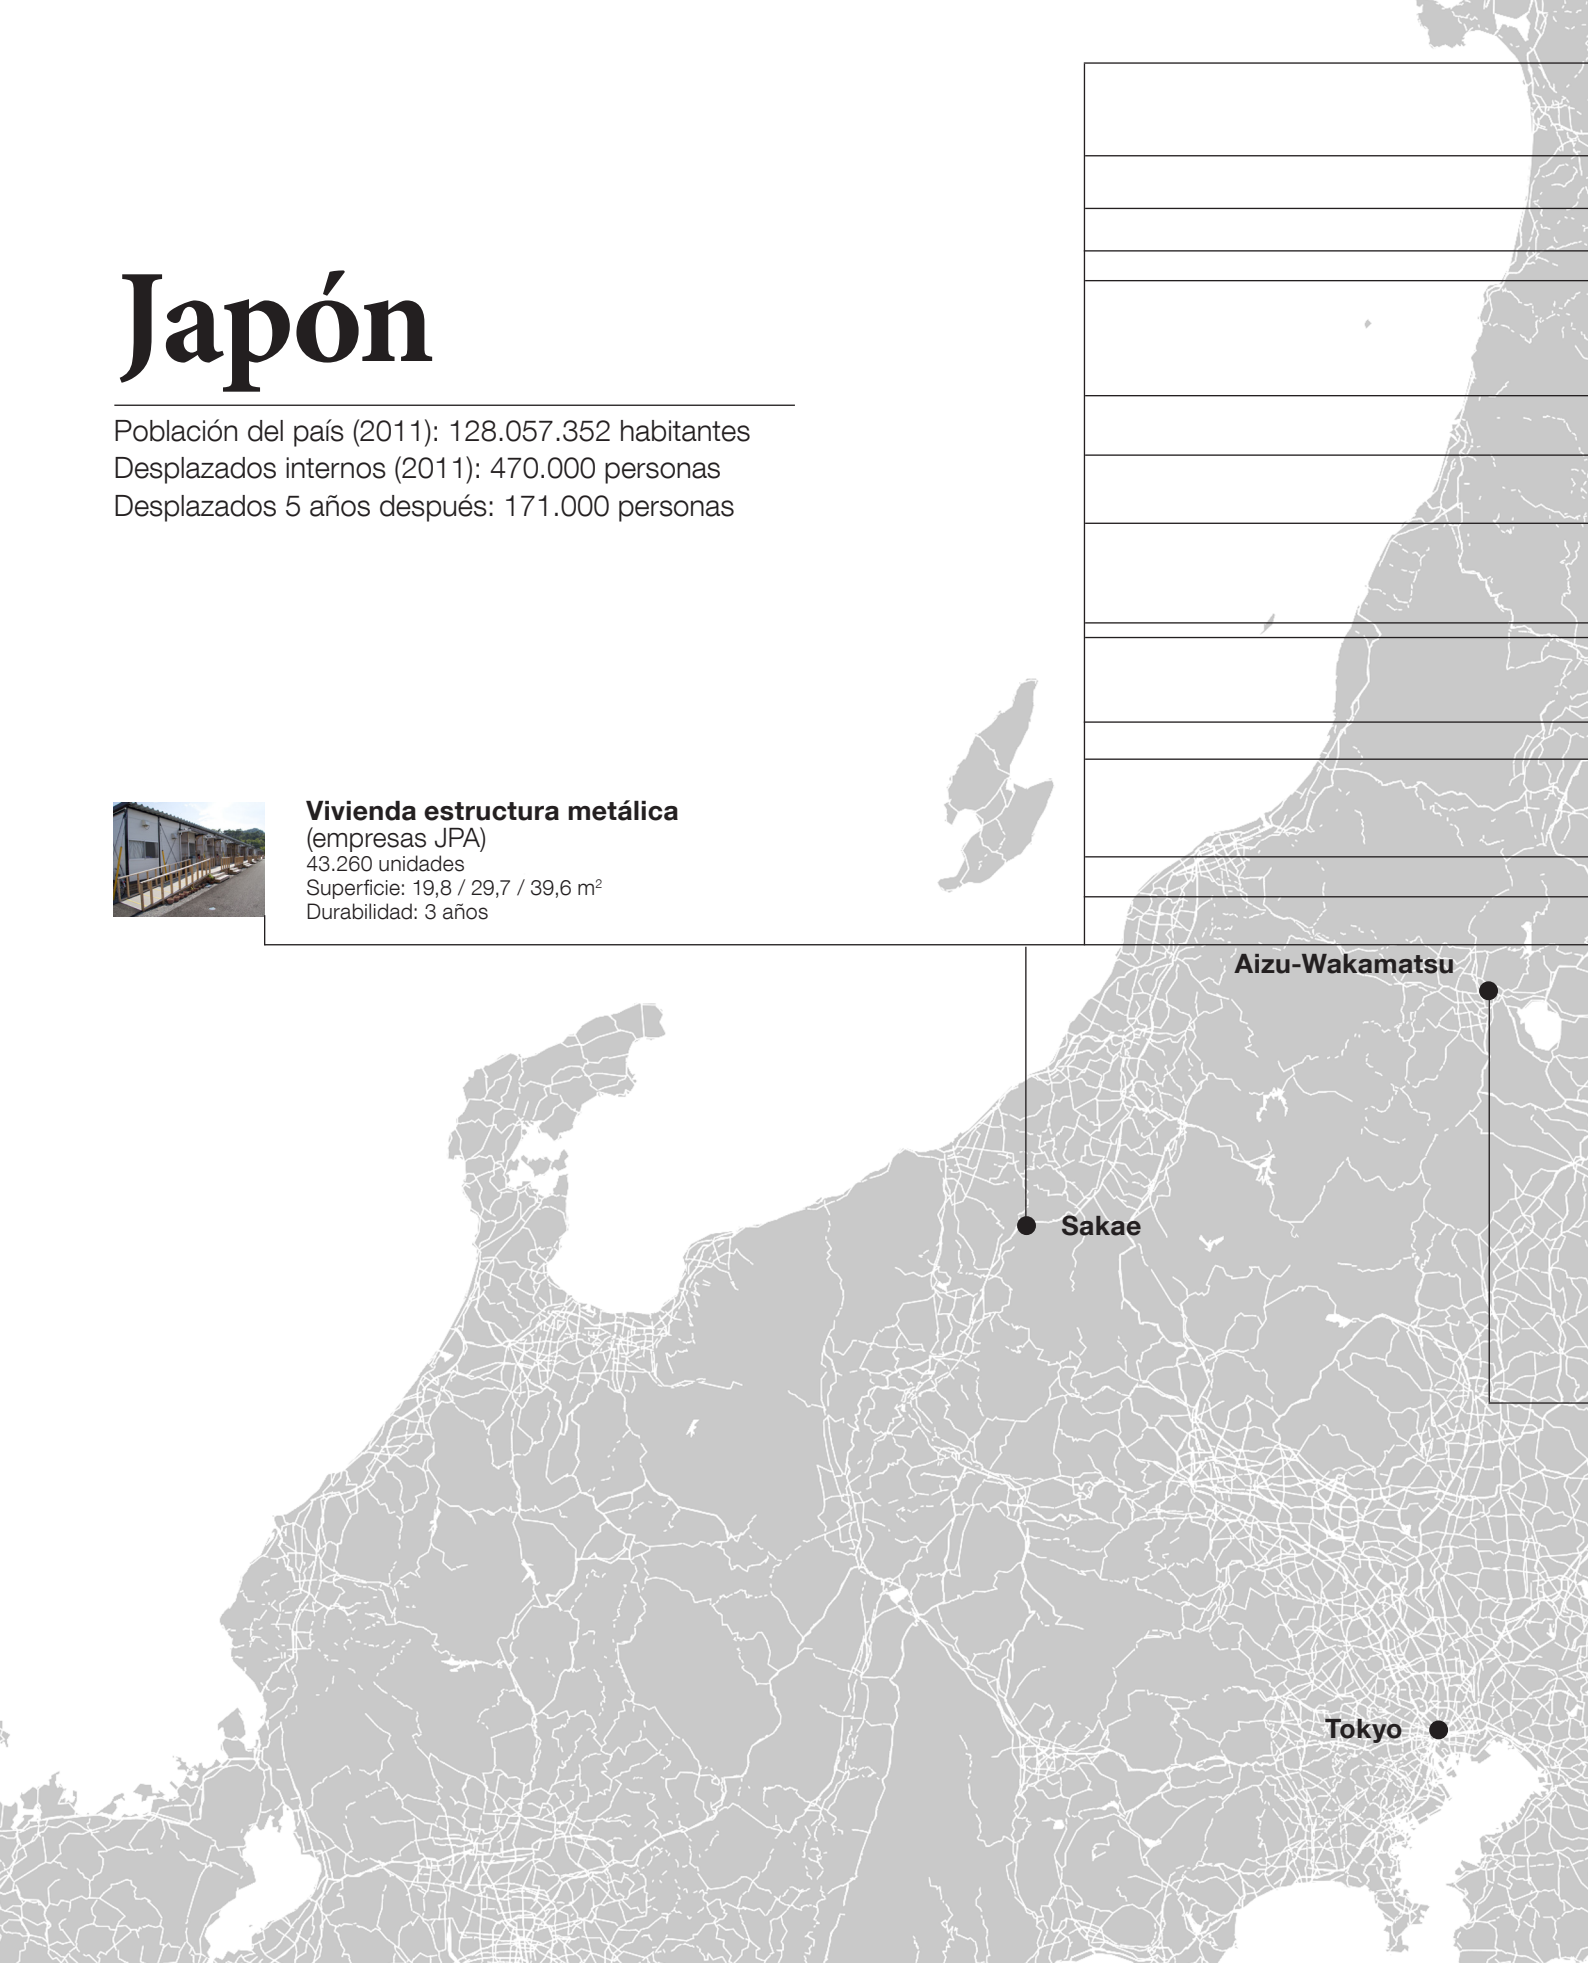 Japón
Población del país (2011): 128.057.352 habitantes
Desplazados internos (2011): 470.000 personas
Desplazados 5 años después: 171.000 personas
Vivienda estructura metálica
(empresas JPA)
43.260 unidades
Superficie: 19,8 / 29,7 / 39,6 m²
Durabilidad: 3 años
Aizu-Wakamatsu
Sakae
Tokyo